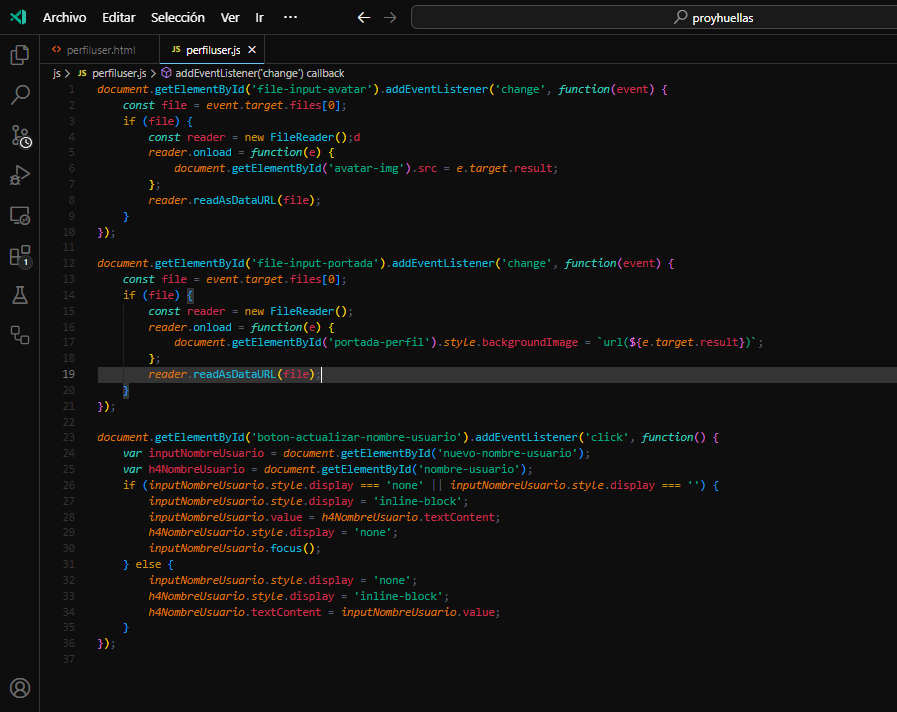 Archivo Editar Selección Ver Ir ··· ← → proyhuellas
<> perfiluser.html JS perfiluser.js ×
js > JS perfiluser.js > addEventListener('change') callback
1 document.getElementById('file-input-avatar').addEventListener('change', function(event) {
2 const file = event.target.files[0];
3 if (file) {
4 const reader = new FileReader();d
5 reader.onload = function(e) {
6 document.getElementById('avatar-img').src = e.target.result;
7 };
8 reader.readAsDataURL(file);
9 }
10 });
11
12 document.getElementById('file-input-portada').addEventListener('change', function(event) {
13 const file = event.target.files[0];
14 if (file) {
15 const reader = new FileReader();
16 reader.onload = function(e) {
17 document.getElementById('portada-perfil').style.backgroundImage = `url(${e.target.result})`;
18 };
19 reader.readAsDataURL(file);
20 }
21 });
22
23 document.getElementById('boton-actualizar-nombre-usuario').addEventListener('click', function() {
24 var inputNombreUsuario = document.getElementById('nuevo-nombre-usuario');
25 var h4NombreUsuario = document.getElementById('nombre-usuario');
26 if (inputNombreUsuario.style.display === 'none' || inputNombreUsuario.style.display === '') {
27 inputNombreUsuario.style.display = 'inline-block';
28 inputNombreUsuario.value = h4NombreUsuario.textContent;
29 h4NombreUsuario.style.display = 'none';
30 inputNombreUsuario.focus();
31 } else {
32 inputNombreUsuario.style.display = 'none';
33 h4NombreUsuario.style.display = 'inline-block';
34 h4NombreUsuario.textContent = inputNombreUsuario.value;
35 }
36 });
37
1